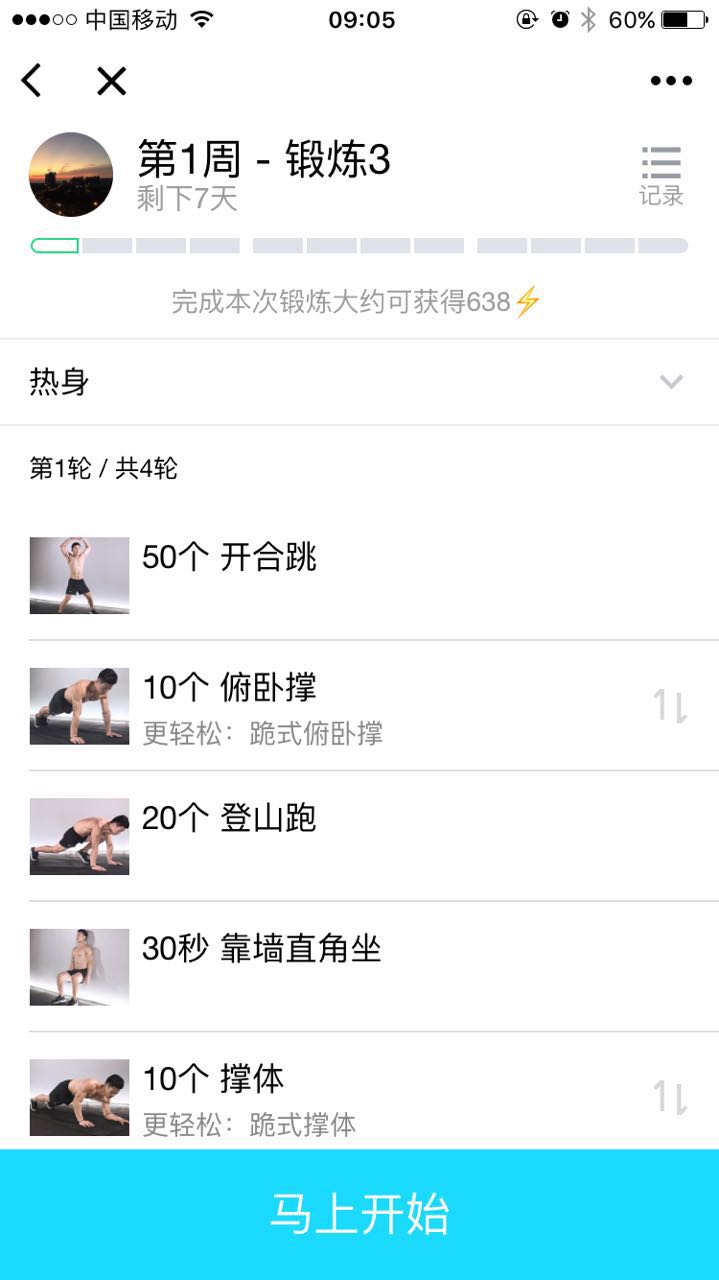 中国移动
09:05
60%
第1周 - 锻炼3
剩下7天
记录
完成本次锻炼大约可获得638⚡
热身
第1轮 / 共4轮
50个 开合跳
10个 俯卧撑
更轻松：跪式俯卧撑
20个 登山跑
30秒 靠墙直角坐
10个 撑体
更轻松：跪式撑体
马上开始